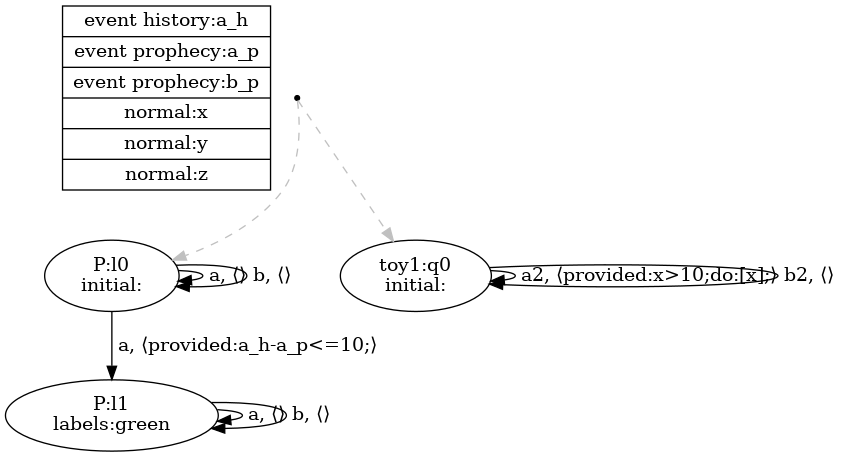 event history:a_h
event prophecy:a_p
event prophecy:b_p
normal:x
normal:y
normal:z
P:l0
initial:
a, ⟨⟩
b, ⟨⟩
toy1:q0
initial:
a2, ⟨provided:x>10;do:[x];⟩
b2, ⟨⟩
a, ⟨provided:a_h-a_p<=10;⟩
P:l1
labels:green
a, ⟨⟩
b, ⟨⟩